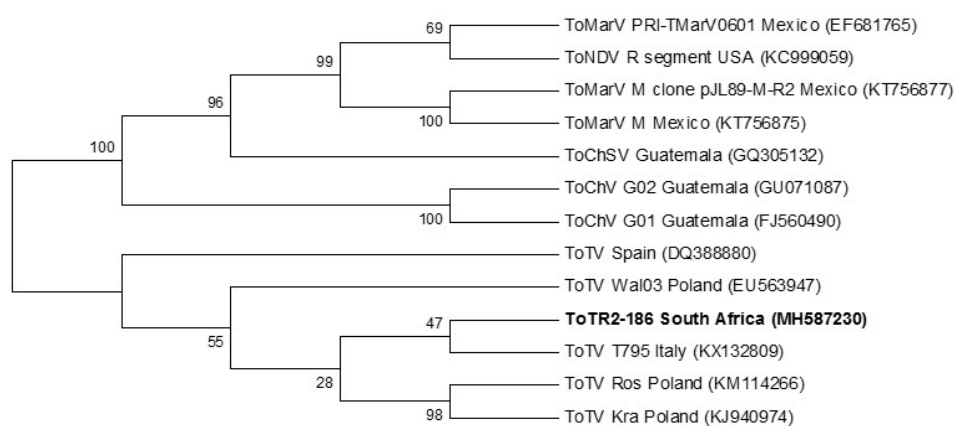 69
ToMarV PRI-TMarV0601 Mexico (EF681765)
99
ToNDV R segment USA (KC999059)
96
ToMarV M clone pJL89-M-R2 Mexico (KT756877)
100
ToMarV M Mexico (KT756875)
100
ToChSV Guatemala (GQ305132)
ToChV G02 Guatemala (GU071087)
100
ToChV G01 Guatemala (FJ560490)
ToTV Spain (DQ388880)
ToTV Wal03 Poland (EU563947)
47
ToTR2-186 South Africa (MH587230)
55
ToTV T795 Italy (KX132809)
28
ToTV Ros Poland (KM114266)
98
ToTV Kra Poland (KJ940974)